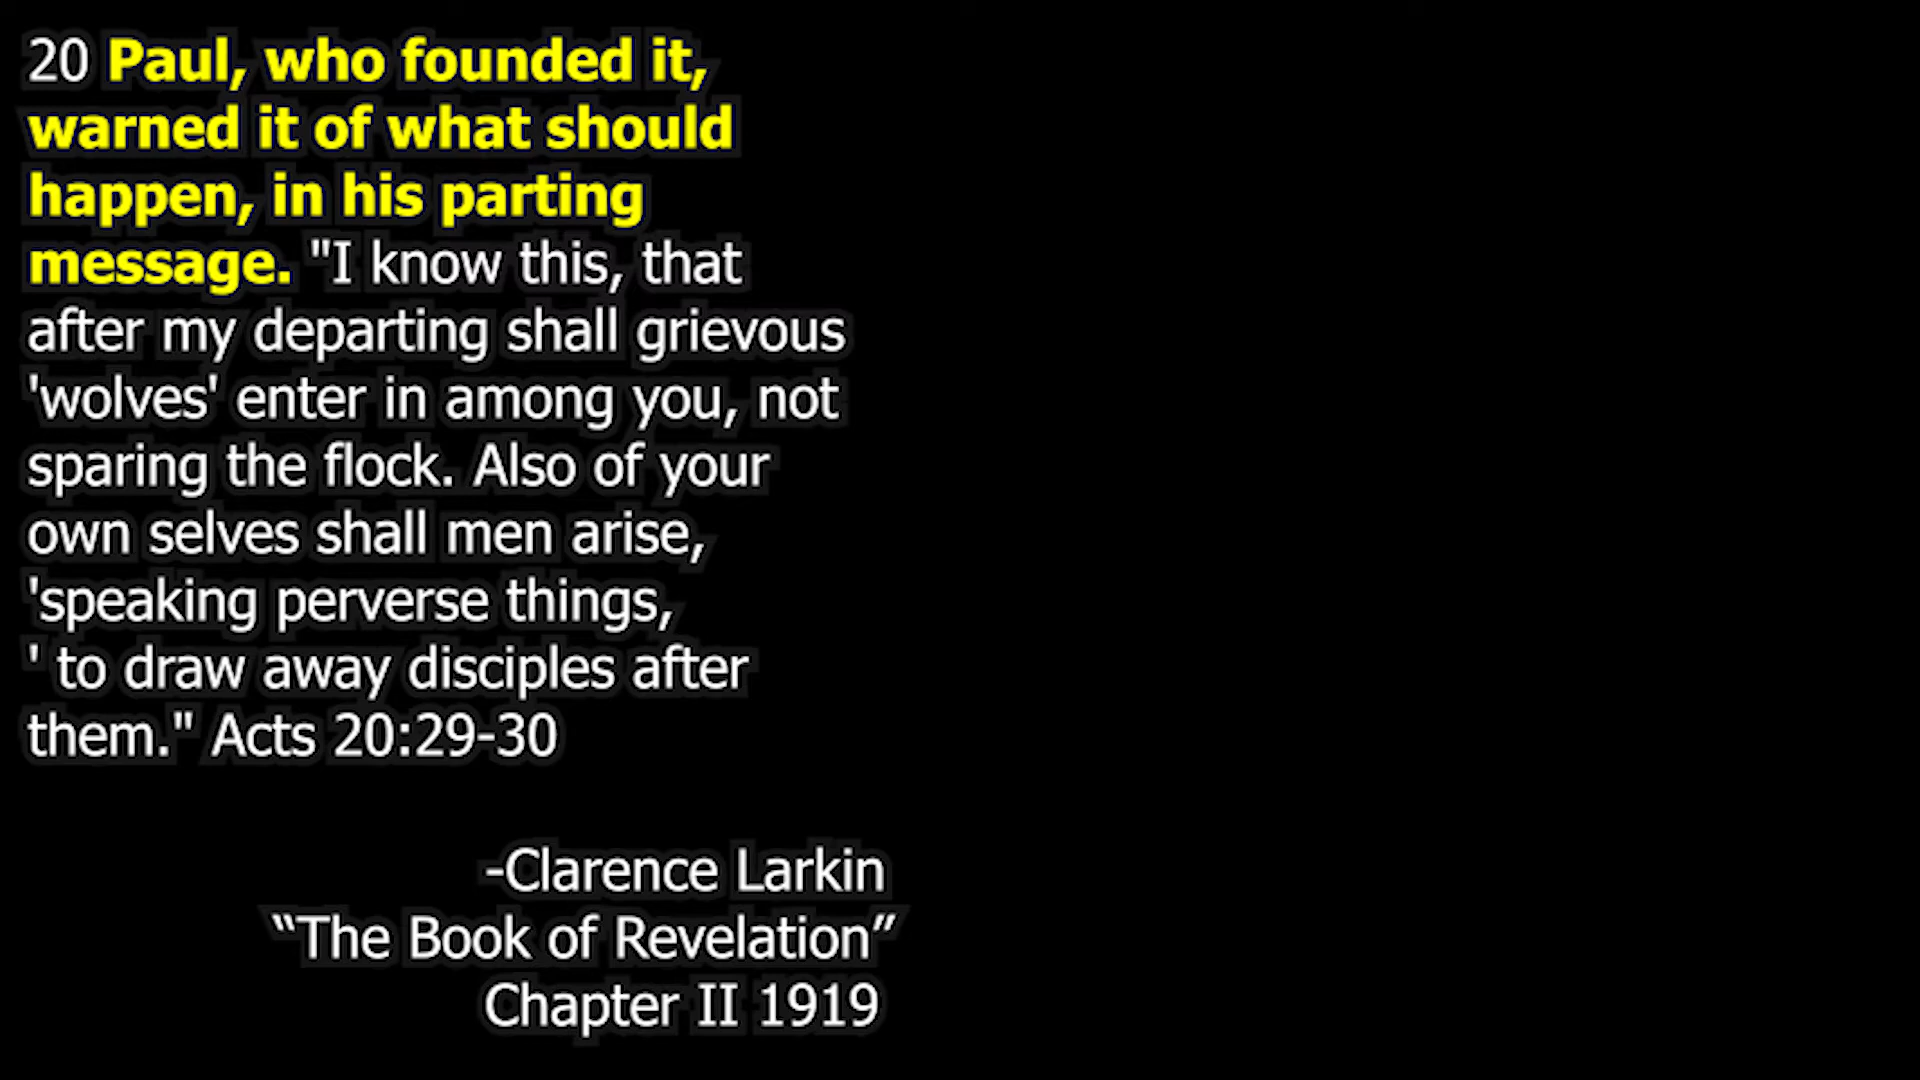 20 Paul, who founded it,
warned it of what should
happen, in his parting
message. "I know this, that
after my departing shall grievous
'wolves' enter in among you, not
sparing the flock. Also of your
own selves shall men arise,
'speaking perverse things,
' to draw away disciples after
them." Acts 20:29-30
-Clarence Larkin
“The Book of Revelation”
Chapter II 1919